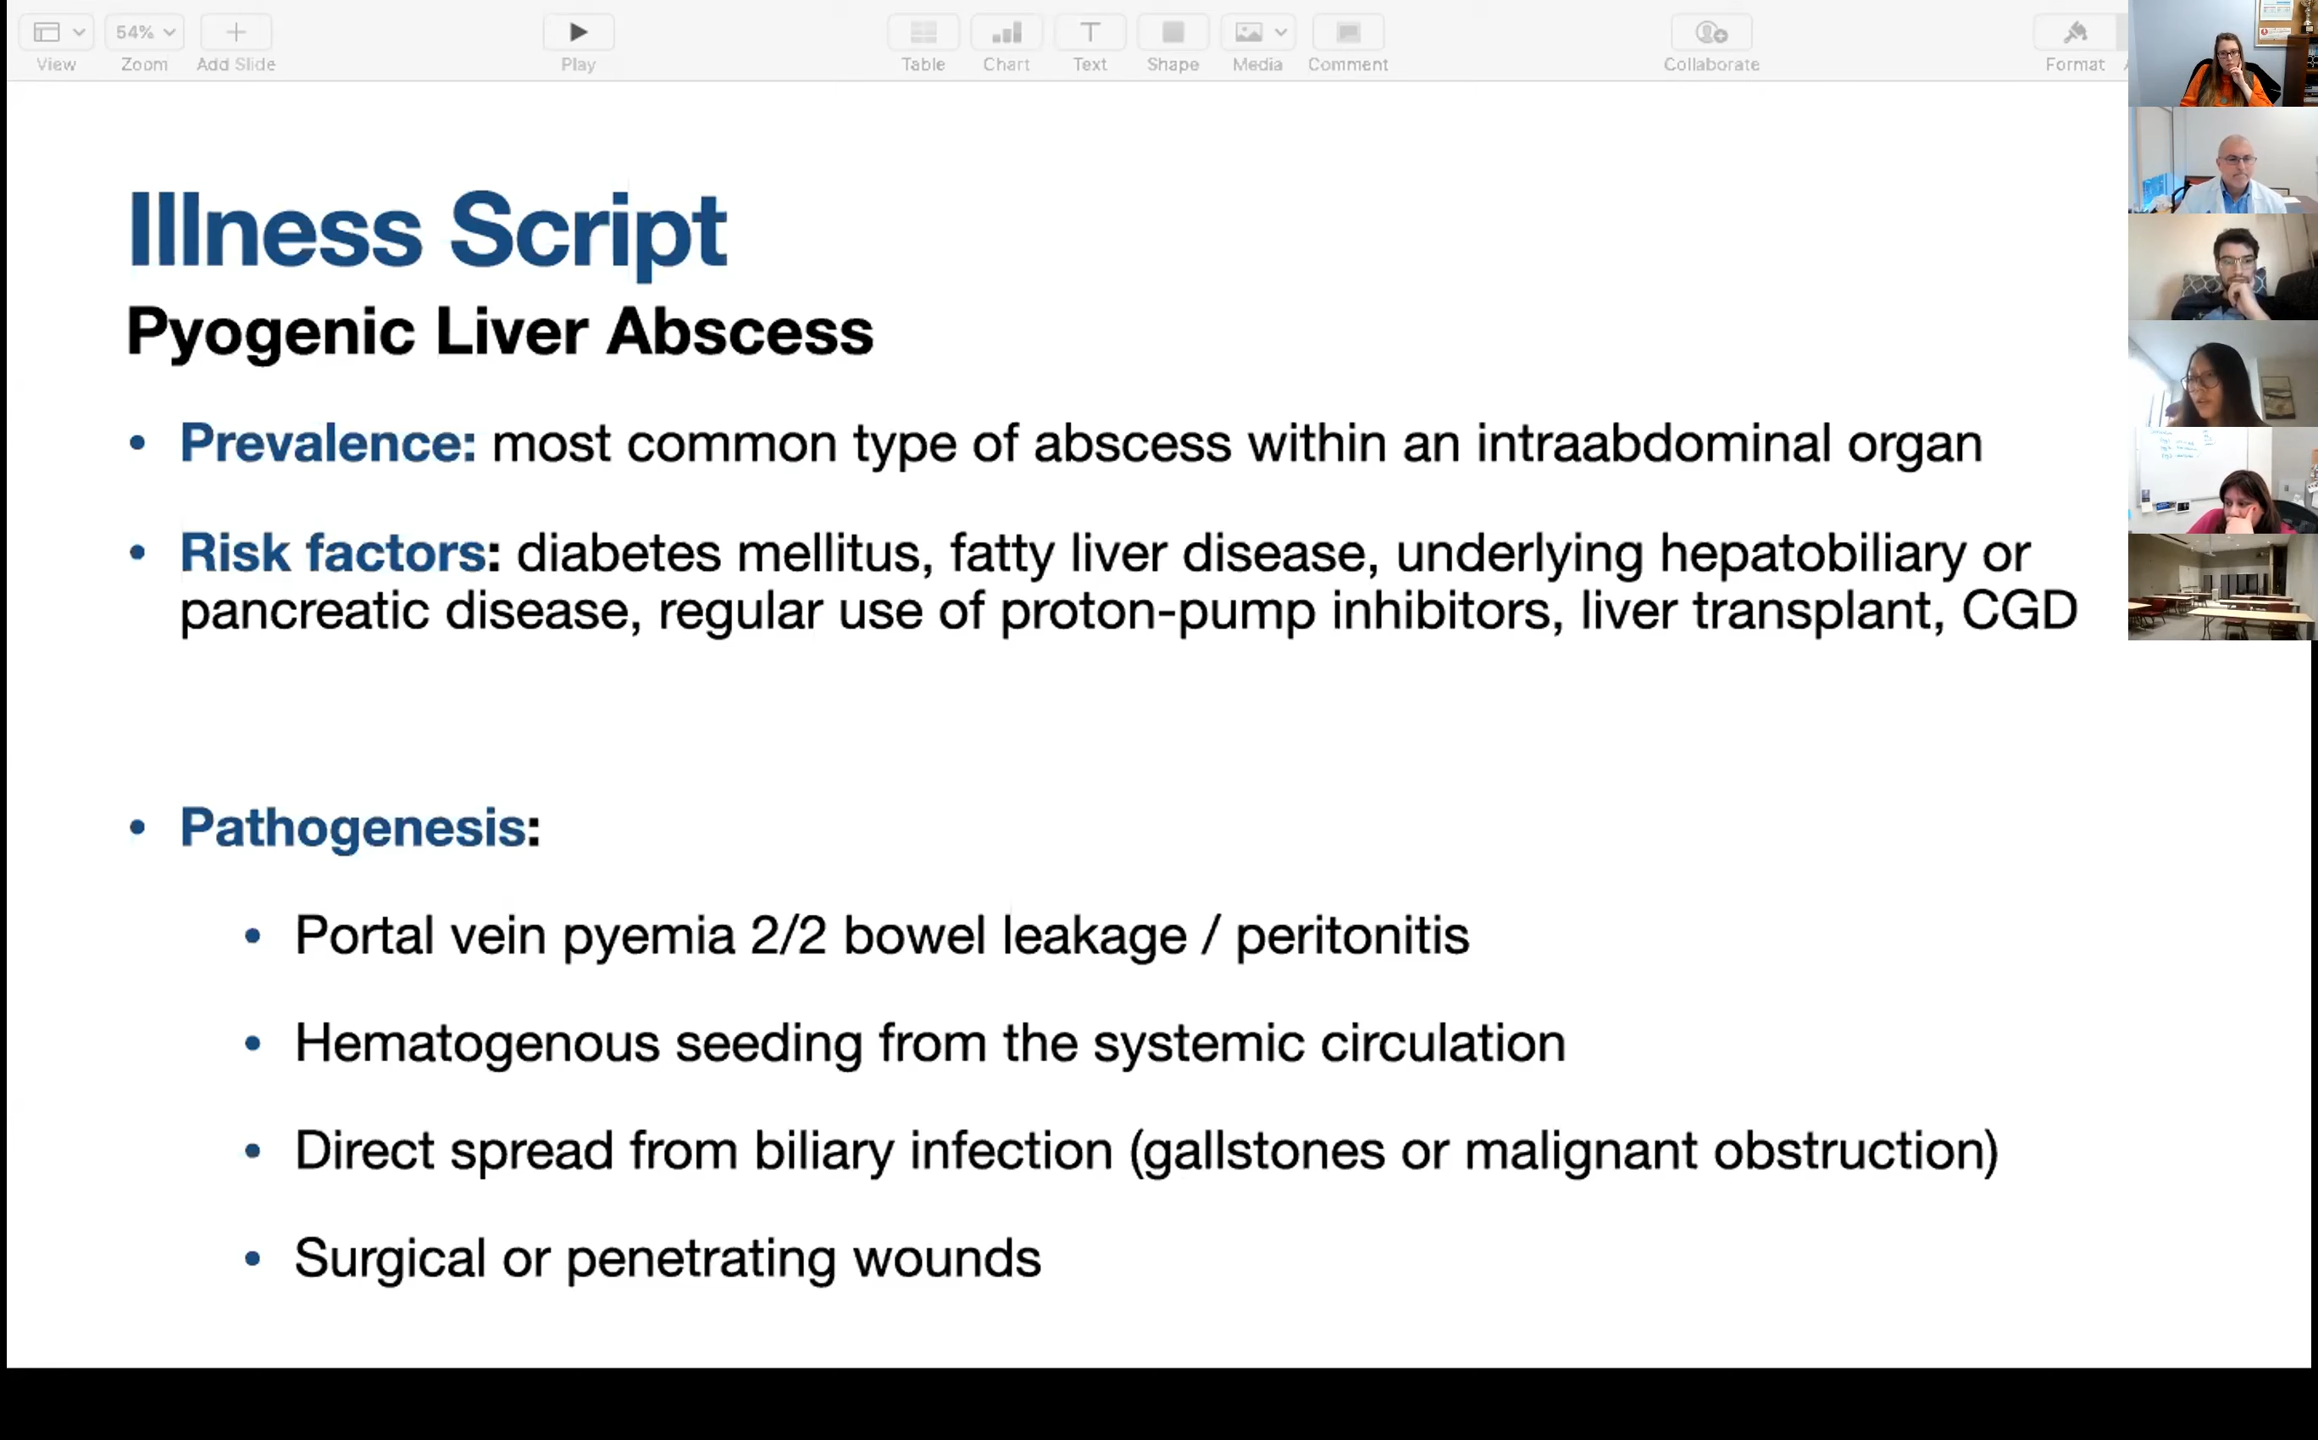 54%
View
Zoom
Add Slide
Play
Table
Chart
Text
Shape
Media
Comment
Collaborate
Format
Illness Script
Pyogenic Liver Abscess
• Prevalence: most common type of abscess within an intraabdominal organ
• Risk factors: diabetes mellitus, fatty liver disease, underlying hepatobiliary or
pancreatic disease, regular use of proton-pump inhibitors, liver transplant, CGD
• Pathogenesis:
• Portal vein pyemia 2/2 bowel leakage / peritonitis
• Hematogenous seeding from the systemic circulation
• Direct spread from biliary infection (gallstones or malignant obstruction)
• Surgical or penetrating wounds